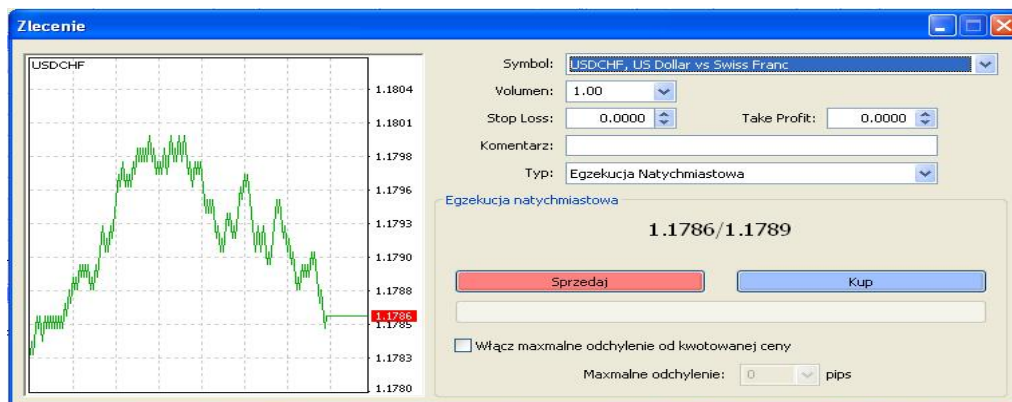 Zlecenie
USDCHF
1.1804
1.1801
1.1798
1.1796
1.1793
1.1790
1.1788
1.1786
1.1785
1.1783
1.1780
Symbol: USDCHF, US Dollar vs Swiss Franc
Volumen: 1.00
Stop Loss: 0.0000 Take Profit: 0.0000
Komentarz:
Typ: Egzekucja Natychmiastowa
Egzekucja natychmiastowa
1.1786/1.1789
Sprzedaj Kup
Włącz maxmalne odchylenie od kwotowanej ceny
Maxmalne odchylenie: 0 pips